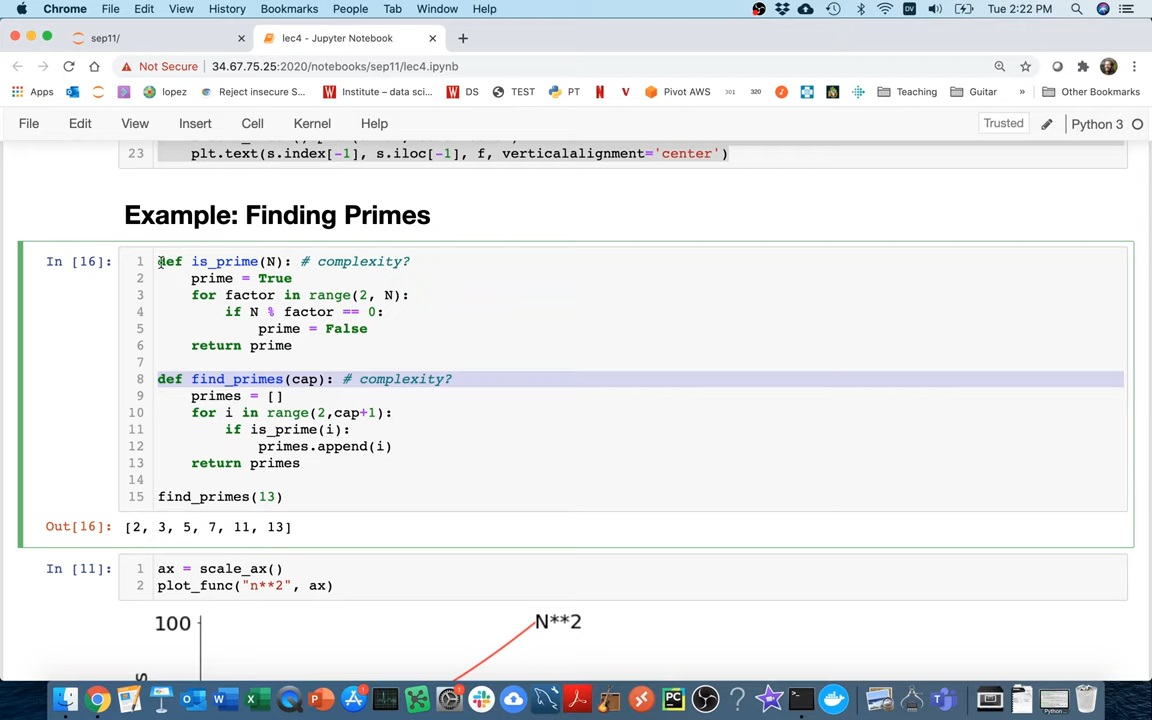 Chrome File Edit View History Bookmarks People Tab Window Help DV Tue 2:22 PM
sep11/ lec4 - Jupyter Notebook
Not Secure 34.67.75.25:2020/notebooks/sep11/lec4.ipynb
Apps lopez Reject insecure S... Institute – data sci... DS TEST PT Pivot AWS 301 320 Teaching Guitar » Other Bookmarks
File Edit View Insert Cell Kernel Help Trusted Python 3
23 plt.text(s.index[-1], s.iloc[-1], f, verticalalignment='center')
Example: Finding Primes
In [16]: 1 def is_prime(N): # complexity?
2 prime = True
3 for factor in range(2, N):
4 if N % factor == 0:
5 prime = False
6 return prime
7
8 def find_primes(cap): # complexity?
9 primes = []
10 for i in range(2,cap+1):
11 if is_prime(i):
12 primes.append(i)
13 return primes
14
15 find_primes(13)
Out[16]: [2, 3, 5, 7, 11, 13]
In [11]: 1 ax = scale_ax()
2 plot_func("n**2", ax)
100
N**2